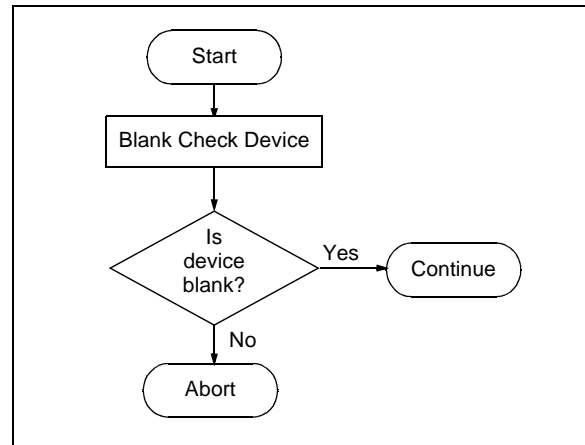 Start
Blank Check Device
Is
device
blank?
Yes
Continue
No
Abort